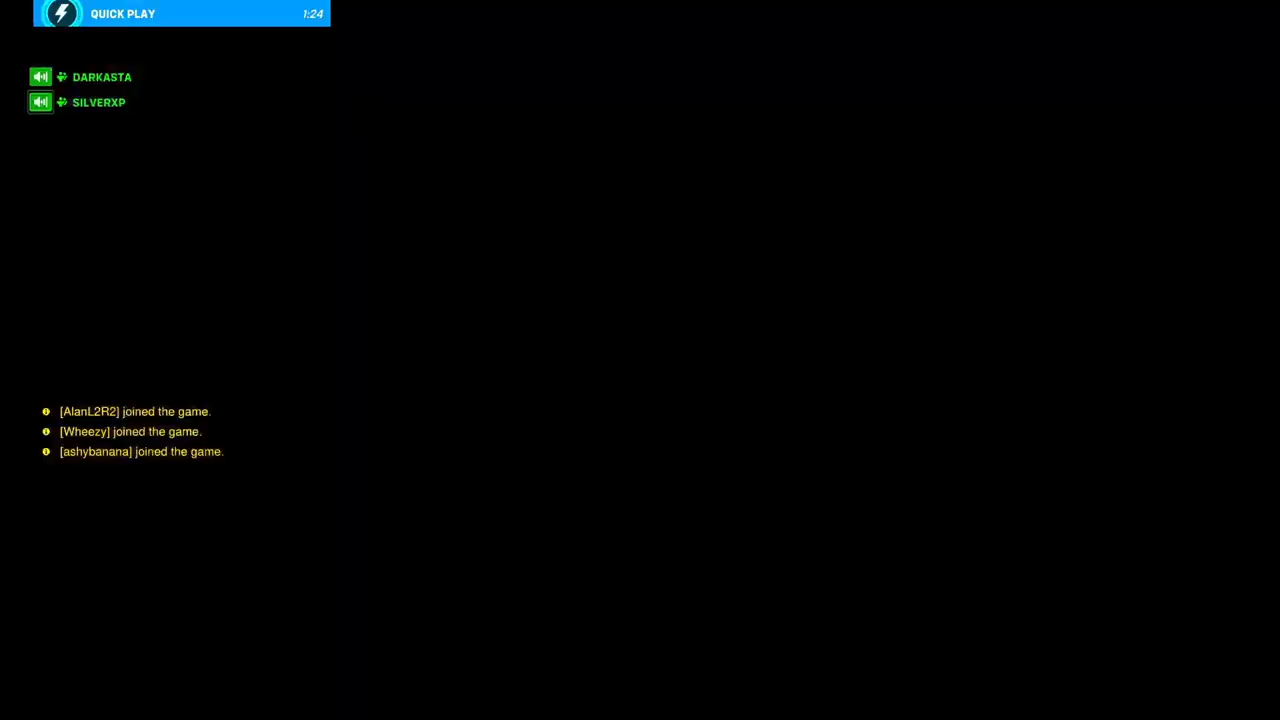 QUICK PLAY 1:24
DARKASTA
SILVERXP
[AlanL2R2] joined the game.
[Wheezy] joined the game.
[ashybanana] joined the game.